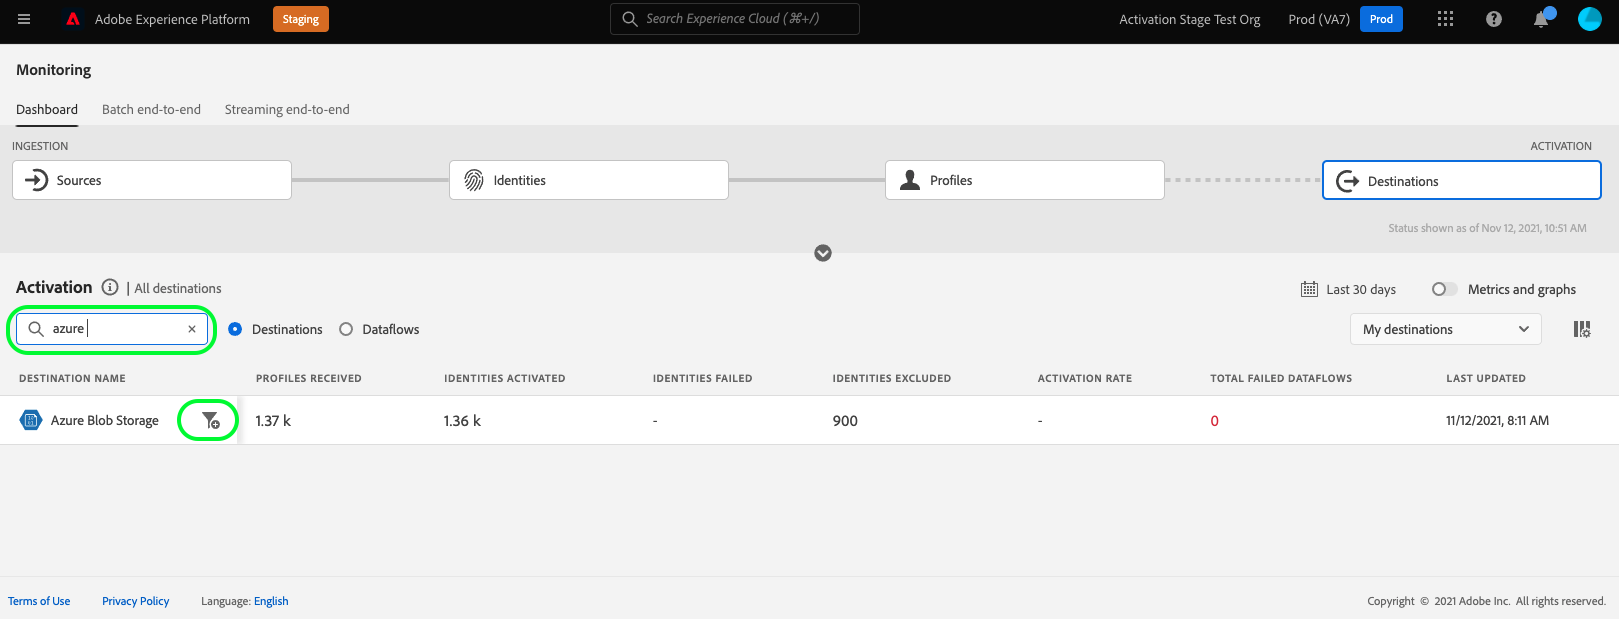 Adobe Experience Platform Staging Search Experience Cloud (⌘+/) Activation Stage Test Org Prod (VA7) Prod
Monitoring
Dashboard Batch end-to-end Streaming end-to-end
INGESTION ACTIVATION
Sources Identities Profiles Destinations
Status shown as of Nov 12, 2021, 10:51 AM
Activation | All destinations Last 30 days Metrics and graphs
azure Destinations Dataflows My destinations
DESTINATION NAME PROFILES RECEIVED IDENTITIES ACTIVATED IDENTITIES FAILED IDENTITIES EXCLUDED ACTIVATION RATE TOTAL FAILED DATAFLOWS LAST UPDATED
Azure Blob Storage 1.37 k 1.36 k - 900 - 0 11/12/2021, 8:11 AM
Terms of Use Privacy Policy Language: English Copyright © 2021 Adobe Inc. All rights reserved.